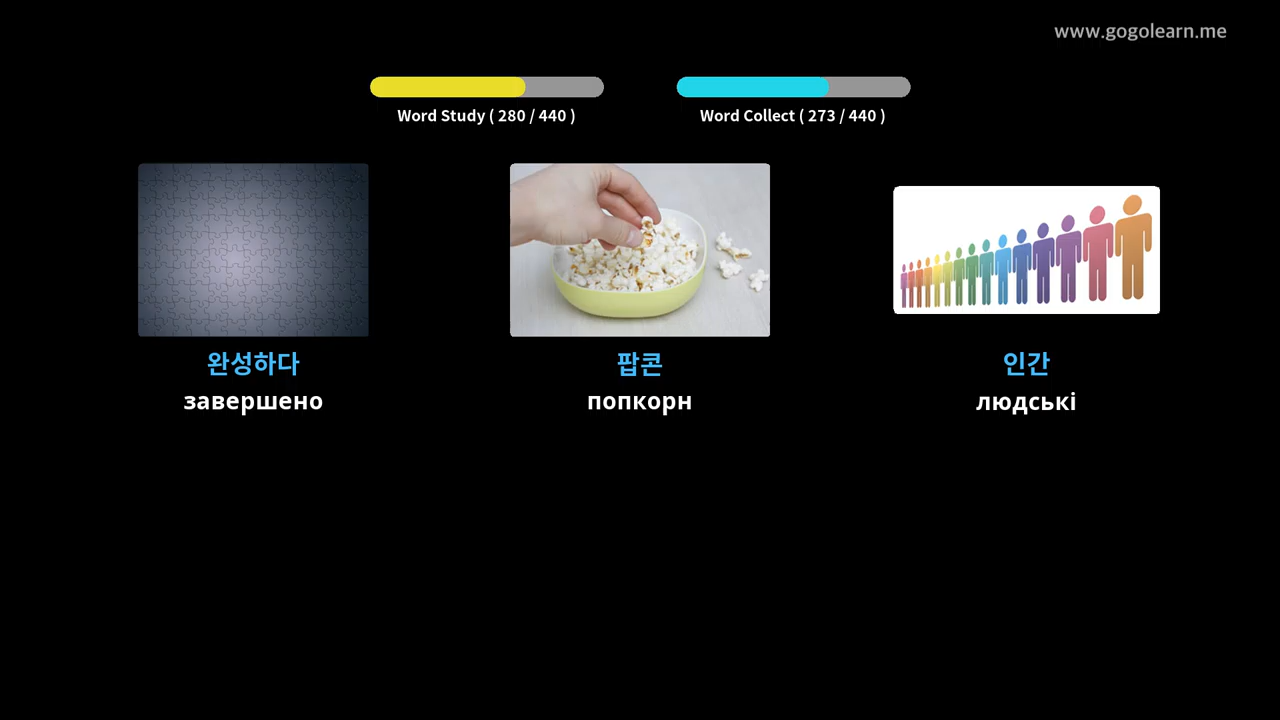 www.gogolearn.me
Word Study ( 280 / 440 )
Word Collect ( 273 / 440 )
완성하다
팝콘
인간
завершено
попкорн
людські